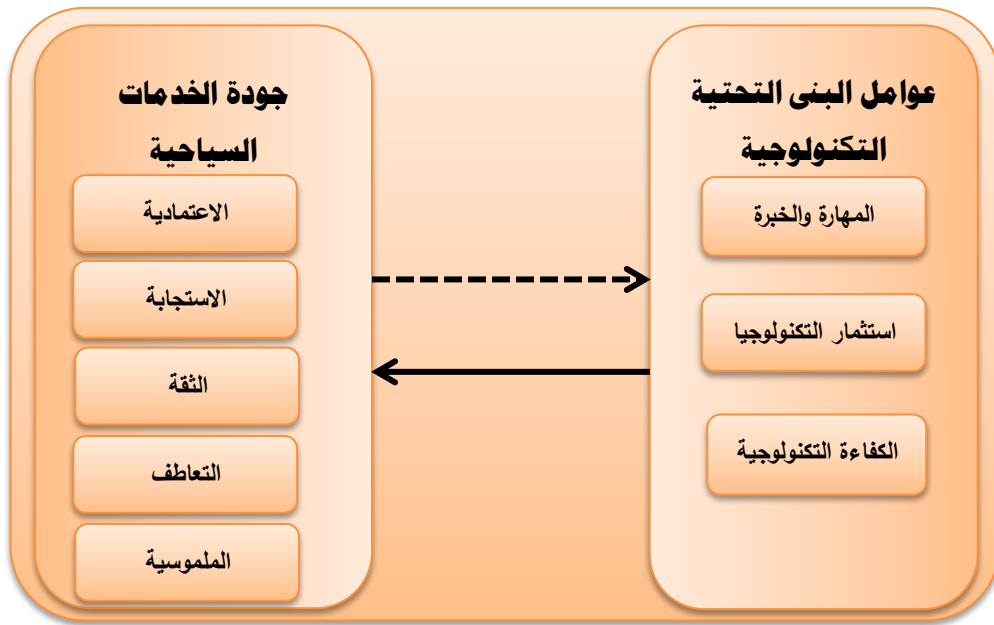 عوامل البنى التحتية
التكنولوجية
المهارة والخبرة
استثمار التكنولوجيا
الكفاءة التكنولوجية
جودة الخدمات
السياحية
الاعتمادية
الاستجابة
الثقة
التعاطف
الملموسية